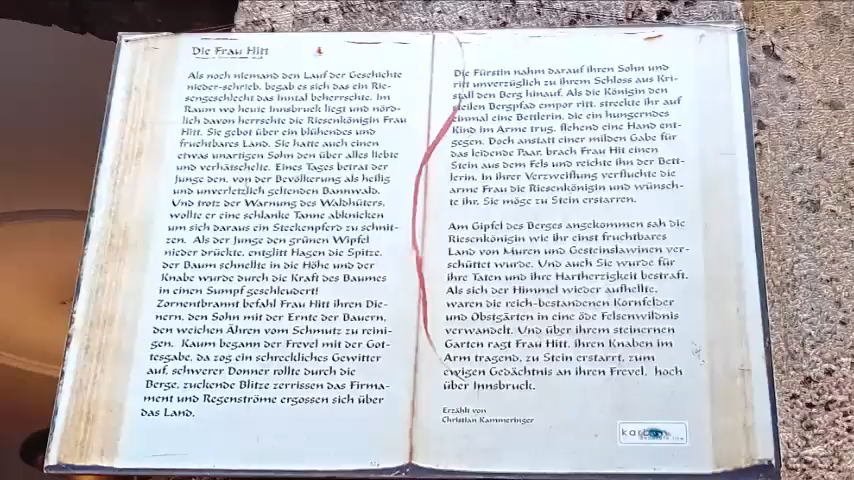 Die Frau Hitt
Als noch niemand den Lauf der Geschichte
nieder-schrieb, begab es sich das ein Rie-
sengeschlecht das Inntal beherrschte. Im
Raum wo heute Innsbruck liegt und nörd-
lich davon herrschte die Riesenkönigin Frau
Hitt. Sie gebot über ein blühendes und
fruchtbares Land. Sie hatte auch einen
etwas unartigen Sohn den über alles liebte
und verhätschelte. Eines Tages betrat der
Junge den, von der Bevölkerung als heilig
und unverletzlich geltenden Bannwald.
Und trotz der Warnung des Waldhüters,
wollte er eine schlanke Tanne abknicken
um sich daraus ein Steckenpferd zu schnit-
zen. Als der Junge den grünen Wipfel
nieder drückte, entglitt Hagen die Spitze,
der Baum schnellte in die Höhe und der
Knabe wurde durch die Kraft des Baumes
in einen Sumpf geschleudert!
Zornentbrannt befahl Frau Hitt ihren Die-
nern, den Sohn mit der Ernte der Bauern,
den weichen Ähren vom Schmutz zu reini-
gen. Kaum begann der Frevel mit der Got-
tesgabe, da zog ein schreckliches Gewitter
auf, schwerer Donner rollte durch die
Berge, zuckende Blitze zerrissen das Firma-
ment und Regenströme ergossen sich über
das Land.
Die Fürstin nahm darauf ihren Sohn und
ritt unverzüglich zu ihrem Schloss aus Kri-
stall den Berg hinauf. Als die Königin den
steilen Bergpfad empor ritt, streckte ihr auf
einmal eine Bettlerin, die ein hungerndes
Kind im Arme trug, flehend eine Hand ent-
gegen. Doch anstatt einer milden Gabe für
das leidende Paar, brach Frau Hit einen
Stein aus dem Fels und reichte ihn der Bett-
lerin. In ihrer Verzweiflung verfluchte die
arme Frau die Riesenkönigin und wünsch-
te ihr, Sie möge zu Stein erstarren.
Am Gipfel des Berges angekommen sah die
Riesenkönigin wie ihr einst fruchtbares
Land von Muren und Gesteinslawinen ver-
schüttet wurde. Und auch Sie wurde für
ihre Taten und ihre Hartherzigkeit bestraft.
Als sich der Himmel wieder aufhellte,
waren die reich-bestandenen Kornfelder
und Obstgärten in eine öde Felsenwildnis
verwandelt. Und über ihrem steinernen
Garten ragt Frau Hitt, ihren Knaben im
Arm tragend, zu Stein erstarrt, zum
ewigen Gedächtnis an ihren Frevel, hoch
über Innsbruck.
Erzählt von
Christian Kammeringer